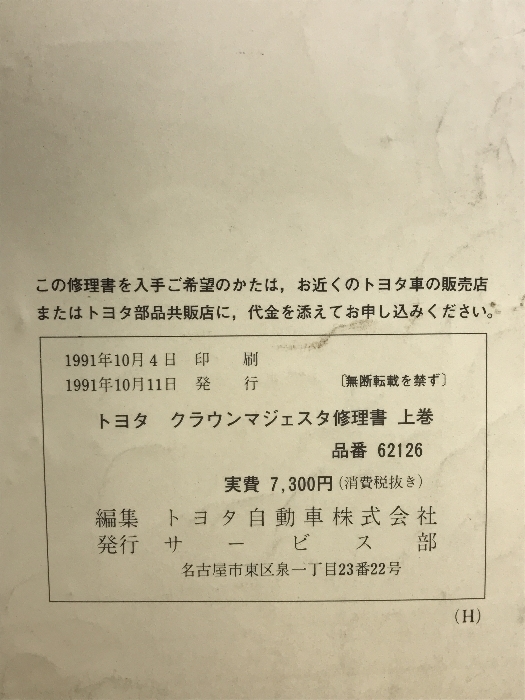 この修理書を入手ご希望のかたは，お近くのトヨタ車の販売店
またはトヨタ部品共販店に，代金を添えてお申し込みください。
1991年10月4日 印 刷
1991年10月11日 発 行 〔無断転載を禁ず〕
トヨタ クラウンマジェスタ修理書 上巻
品番 62126
実費 7,300円（消費税抜き）
編集 トヨタ自動車株式会社
発行 サービス部
名古屋市東区泉一丁目23番22号
(H)